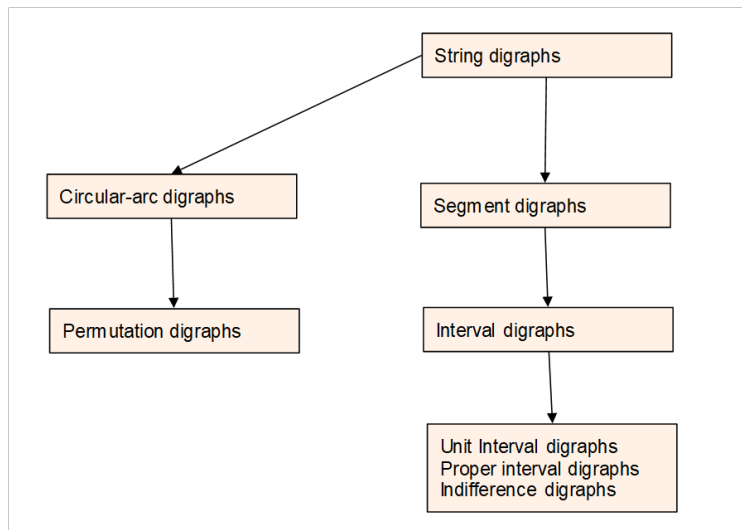 String digraphs
Circular-arc digraphs
Segment digraphs
Permutation digraphs
Interval digraphs
Unit Interval digraphs
Proper interval digraphs
Indifference digraphs